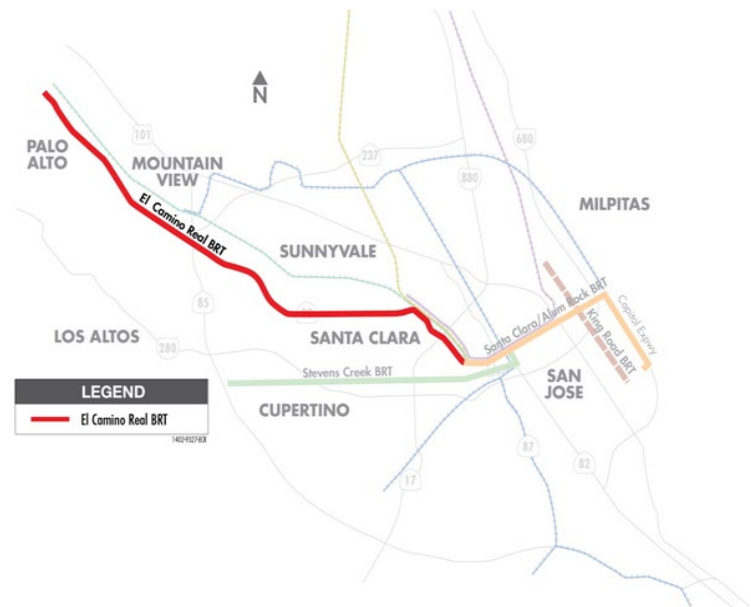 N
PALO
ALTO
101
MOUNTAIN
VIEW
237
680
880
MILPITAS
El Camino Real BRT
SUNNYVALE
85
Santa Clara/Alum Rock BRT
Capitol Expwy
King Road BRT
LOS ALTOS
280
SANTA CLARA
Stevens Creek BRT
SAN
JOSE
CUPERTINO
LEGEND
El Camino Real BRT
87
82
17